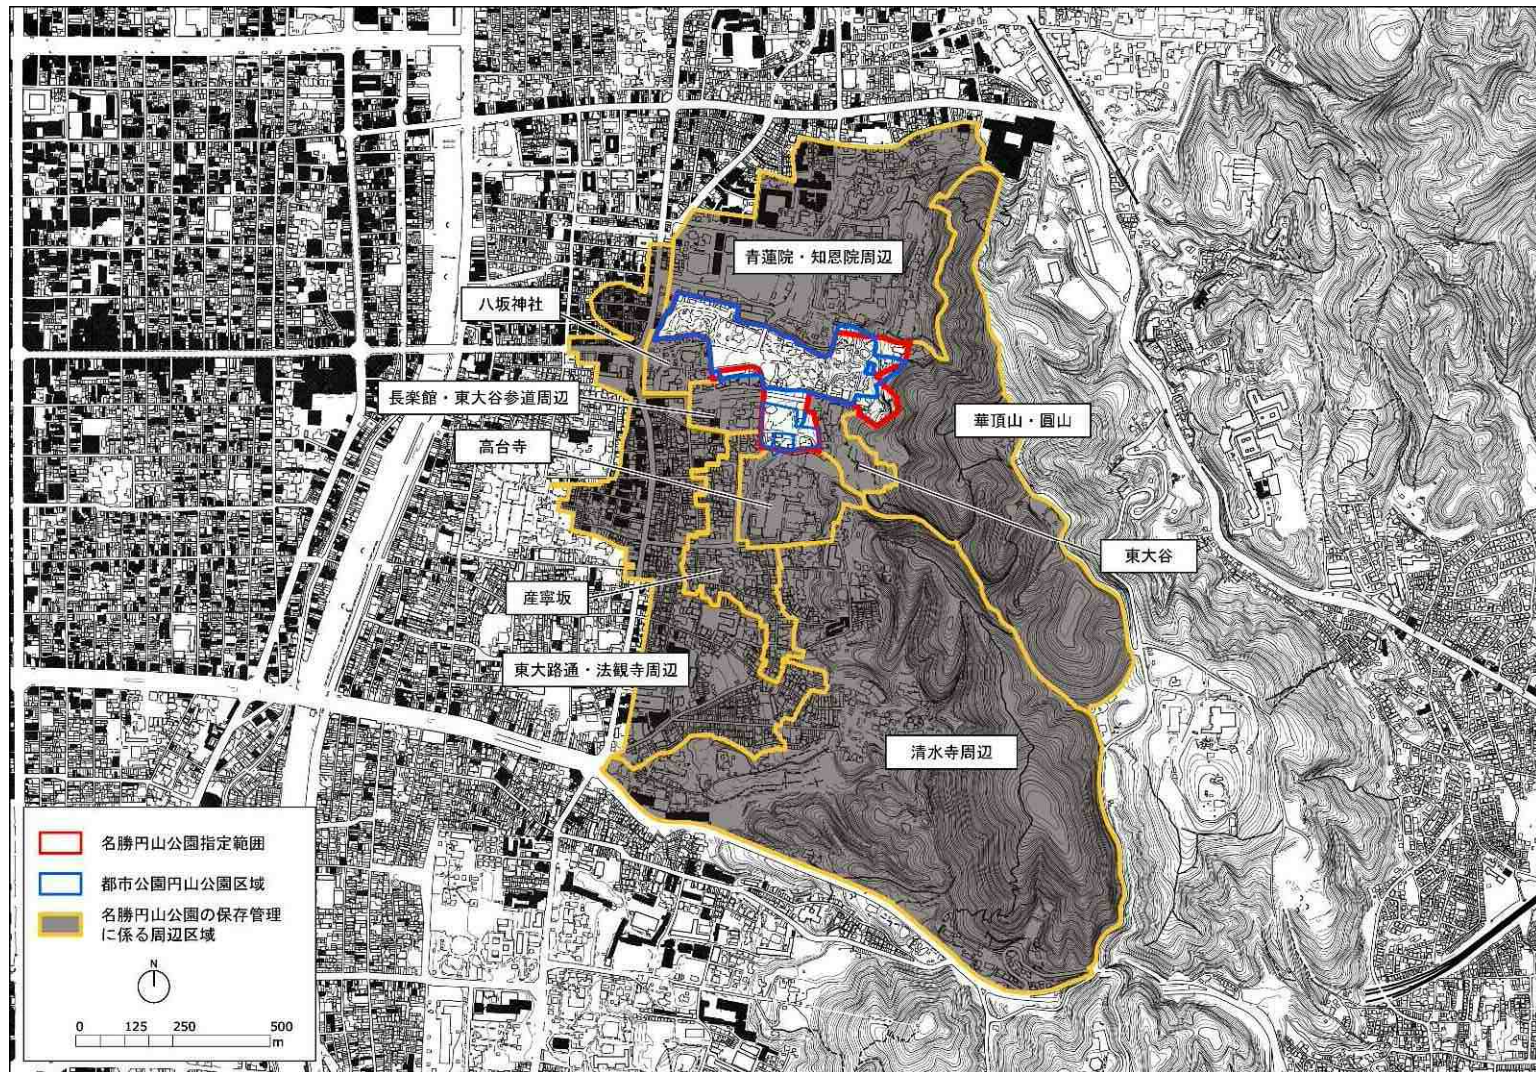 青蓮院・知恩院周辺
八坂神社
長楽館・東大谷参道周辺
華頂山・圓山
高台寺
東大谷
産寧坂
東大路通・法観寺周辺
清水寺周辺
名勝円山公園指定範囲
都市公園円山公園区域
名勝円山公園の保存管理
に係る周辺区域
N
0 125 250 500
m